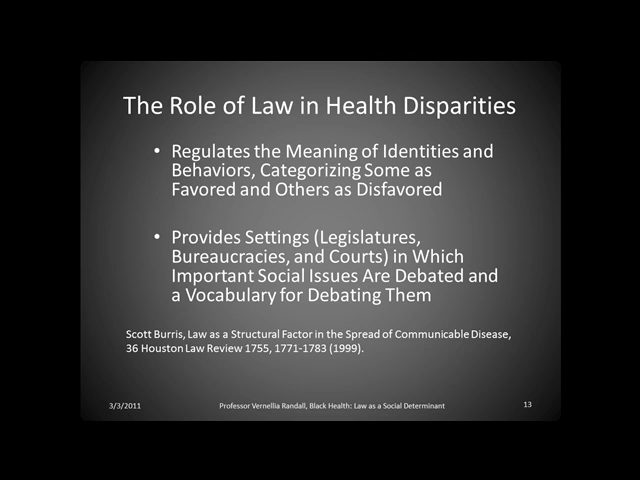 The Role of Law in Health Disparities
• Regulates the Meaning of Identities and
Behaviors, Categorizing Some as
Favored and Others as Disfavored
• Provides Settings (Legislatures,
Bureaucracies, and Courts) in Which
Important Social Issues Are Debated and
a Vocabulary for Debating Them
Scott Burris, Law as a Structural Factor in the Spread of Communicable Disease,
36 Houston Law Review 1755, 1771-1783 (1999).
3/3/2011
Professor Vernellia Randall, Black Health: Law as a Social Determinant
13